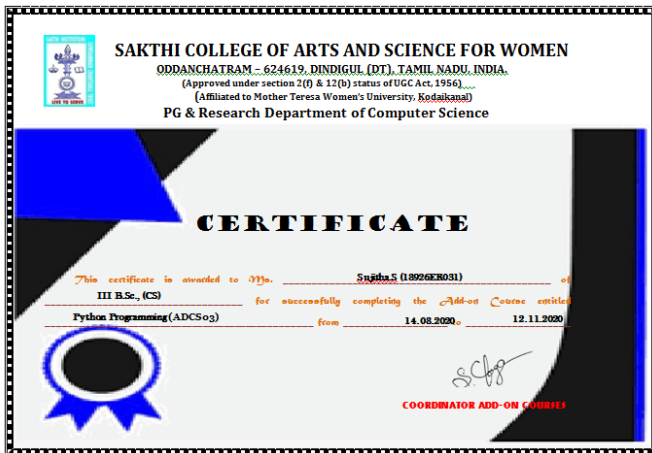 SAKTHI COLLEGE OF ARTS AND SCIENCE FOR WOMEN
ODDANCHATRAM – 624619, DINDIGUL (DT), TAMIL NADU, INDIA.
(Approved under section 2(f) & 12(b) status of UGC Act, 1956)
(Affiliated to Mother Teresa Women's University, Kodaikanal)
PG & Research Department of Computer Science
LIVE TO SERVE
CERTIFICATE
This certificate is awarded to Ms. Sujitha.S (18926ER031) of
III B.Sc., (CS) for successfully completing the Add-on Course entitled
Python Programming (ADCS03) from 14.08.2020 to 12.11.2020
COORDINATOR ADD-ON COURSES